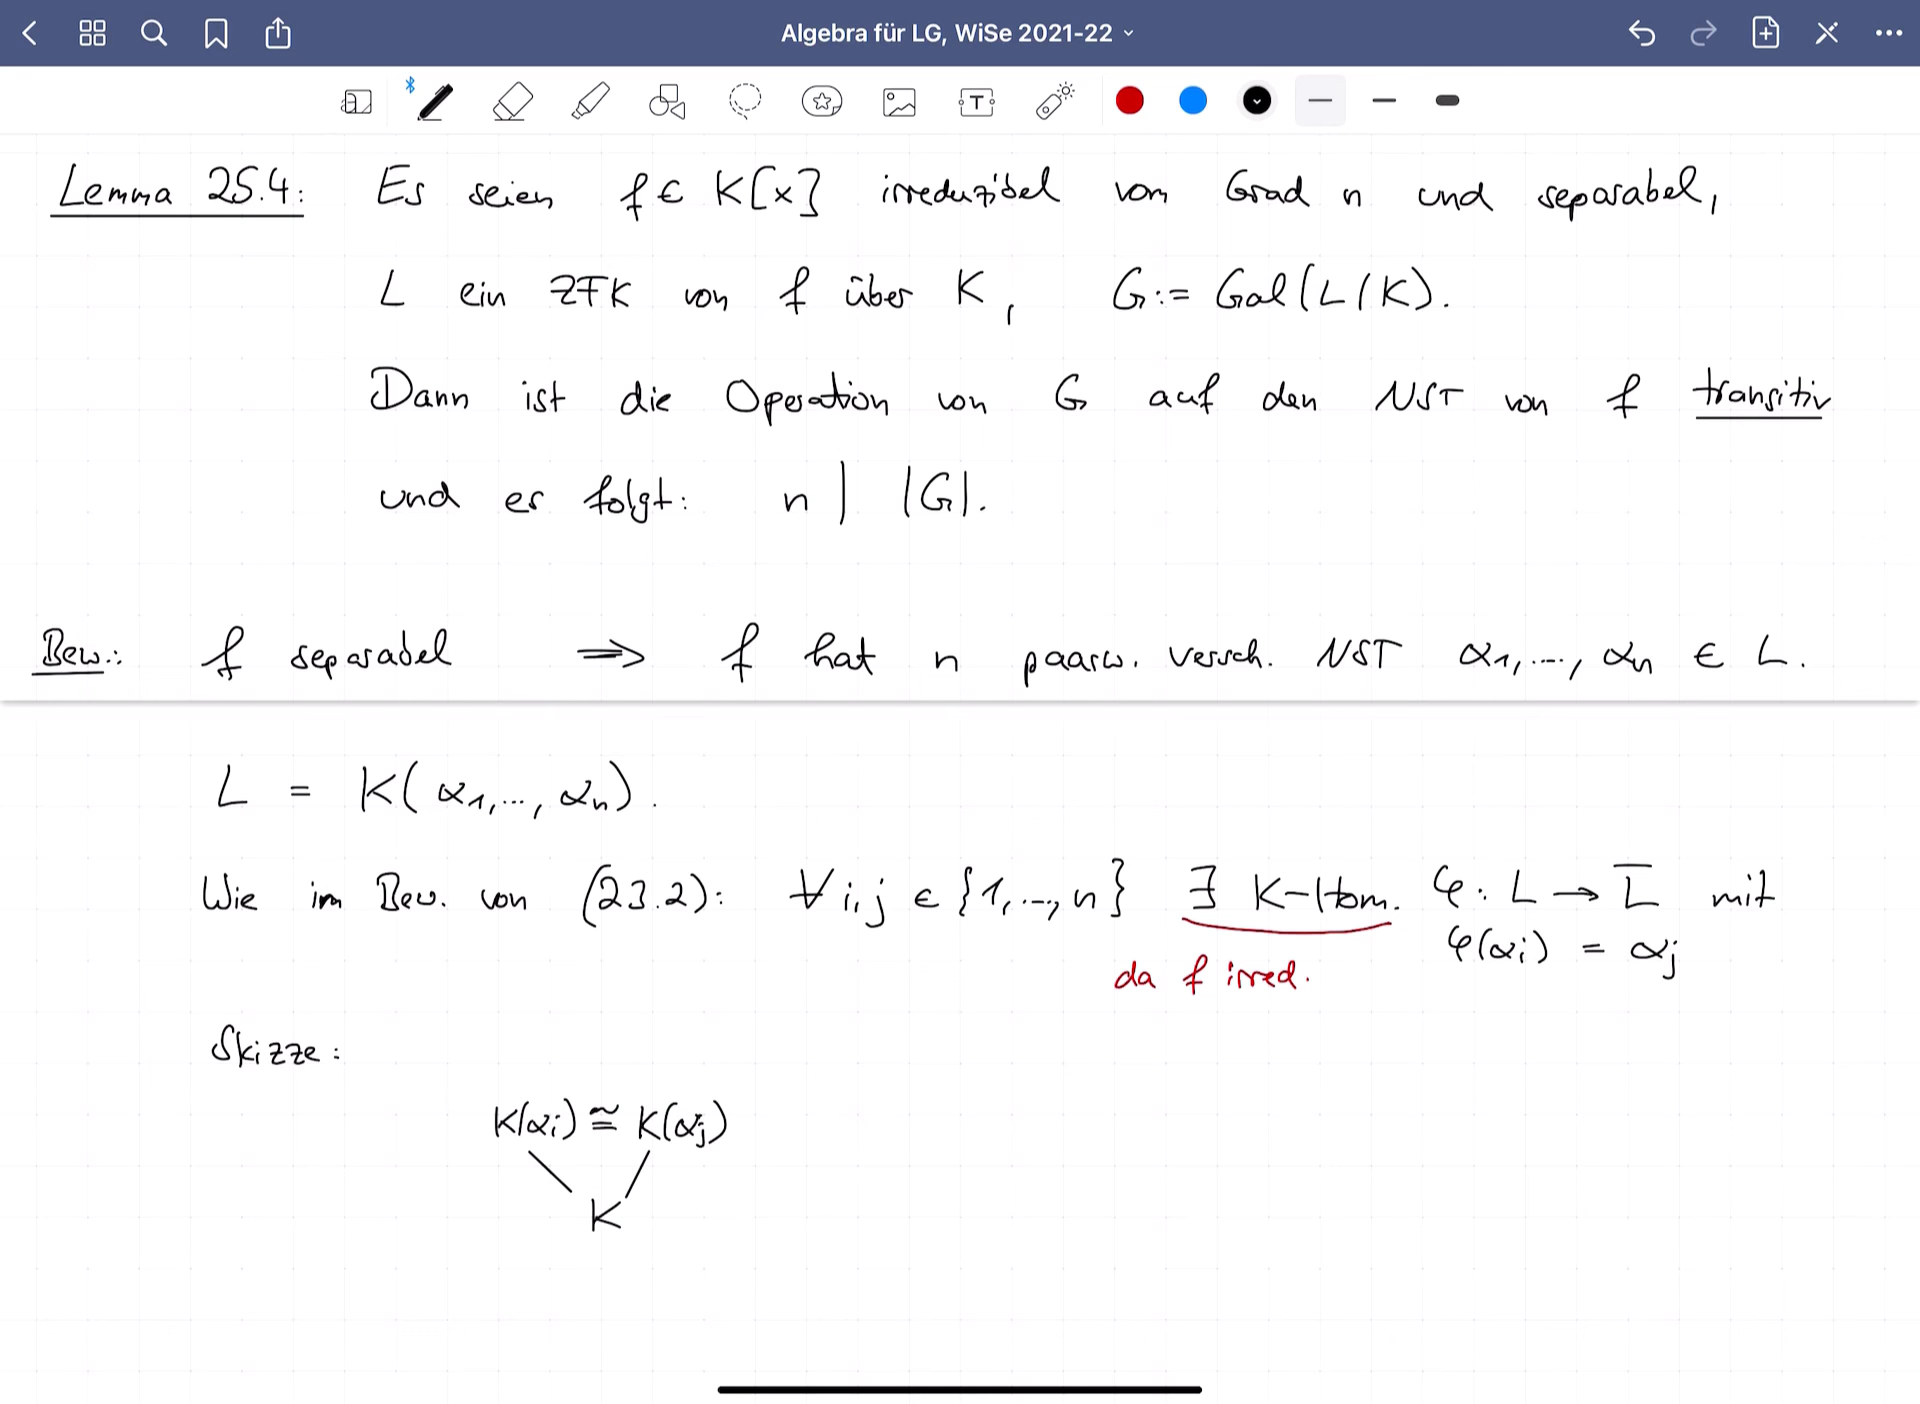 Algebra für LG, WiSe 2021-22
Lemma 25.4: Es seien f ∈ K[x] irreduzibel vom Grad n und separabel,
L ein ZFK von f über K, G := Gal(L/K).
Dann ist die Operation von G auf den NST von f transitiv
und es folgt: n | |G|.
Bew.: f separabel ⟹ f hat n paarw. versch. NST α₁, ..., αₙ ∈ L.
L = K(α₁, ..., αₙ).
Wie im Bew. von (23.2): ∀ i, j ∈ {1, ..., n} ∃ K-Hom. φ: L → L̅ mit
φ(αᵢ) = αⱼ
da f irred.
Skizze:
K(αᵢ) ≅ K(αⱼ)
K